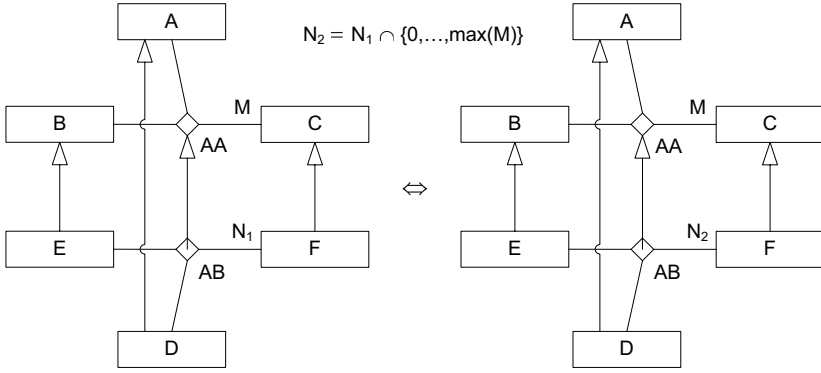 A
N₂ = N₁ ∩ {0,…,max(M)}
A
B
M
C
AA
B
M
C
AA
⇔
E
N₁
F
AB
E
N₂
F
AB
D
D